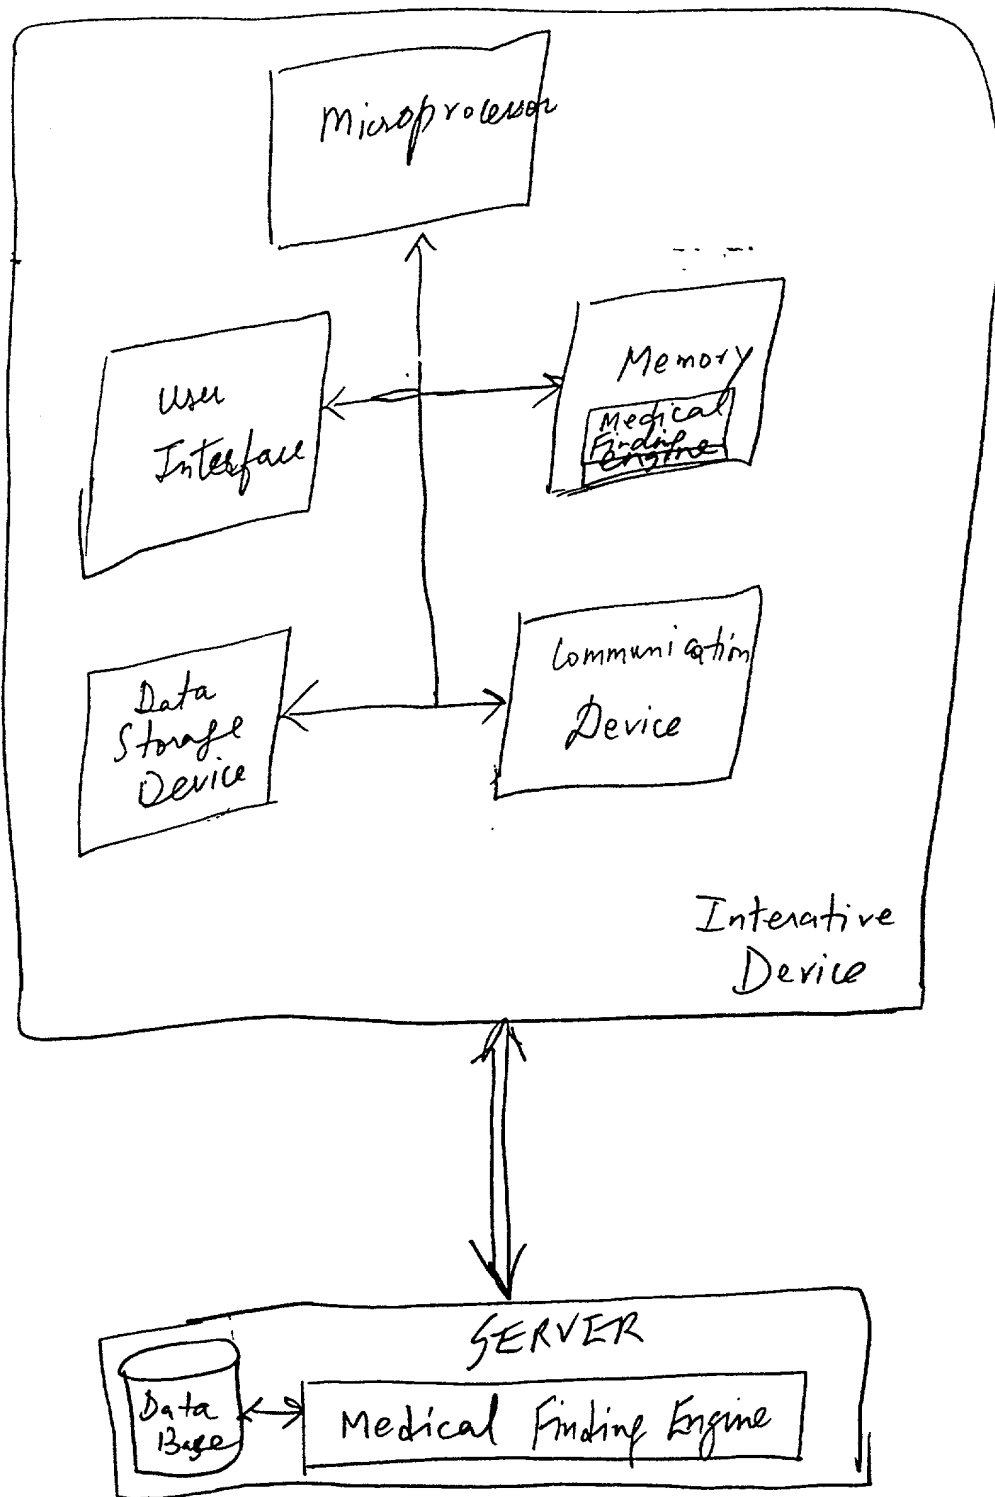 Microprocessor
User
Interface
Memory
Medical
Finding
Engine
Data
Storage
Device
Communication
Device
Interative
Device
SERVER
Data
Base
Medical Finding Engine